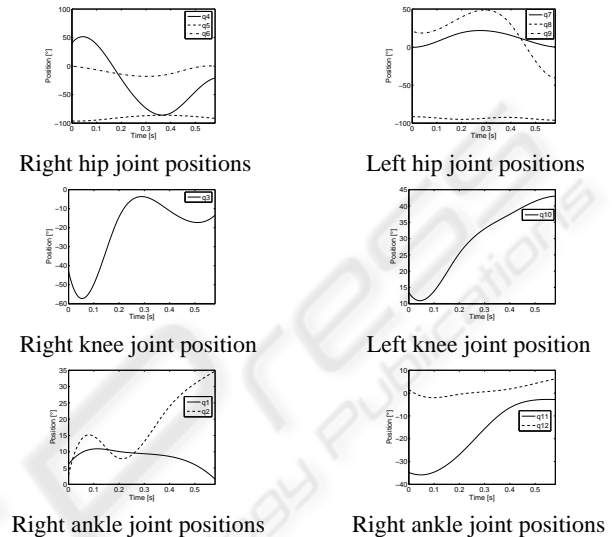 100
50
0
−50
−100
Position [°]
0 0.1 0.2 0.3 0.4 0.5
Time [s]
q4
q5
q6
Right hip joint positions
50
0
−50
−100
Position [°]
0 0.1 0.2 0.3 0.4 0.5
Time [s]
q7
q8
q9
Left hip joint positions
0
−10
−20
−30
−40
−50
−60
Position [°]
0 0.1 0.2 0.3 0.4 0.5
Time [s]
q3
Right knee joint position
45
40
35
30
25
20
15
10
Position [°]
0 0.1 0.2 0.3 0.4 0.5
Time [s]
q10
Left knee joint position
35
30
25
20
15
10
5
0
Position [°]
0 0.1 0.2 0.3 0.4 0.5
Time [s]
q1
q2
Right ankle joint positions
10
0
−10
−20
−30
−40
Position [°]
0 0.1 0.2 0.3 0.4 0.5
Time [s]
q11
q12
Right ankle joint positions